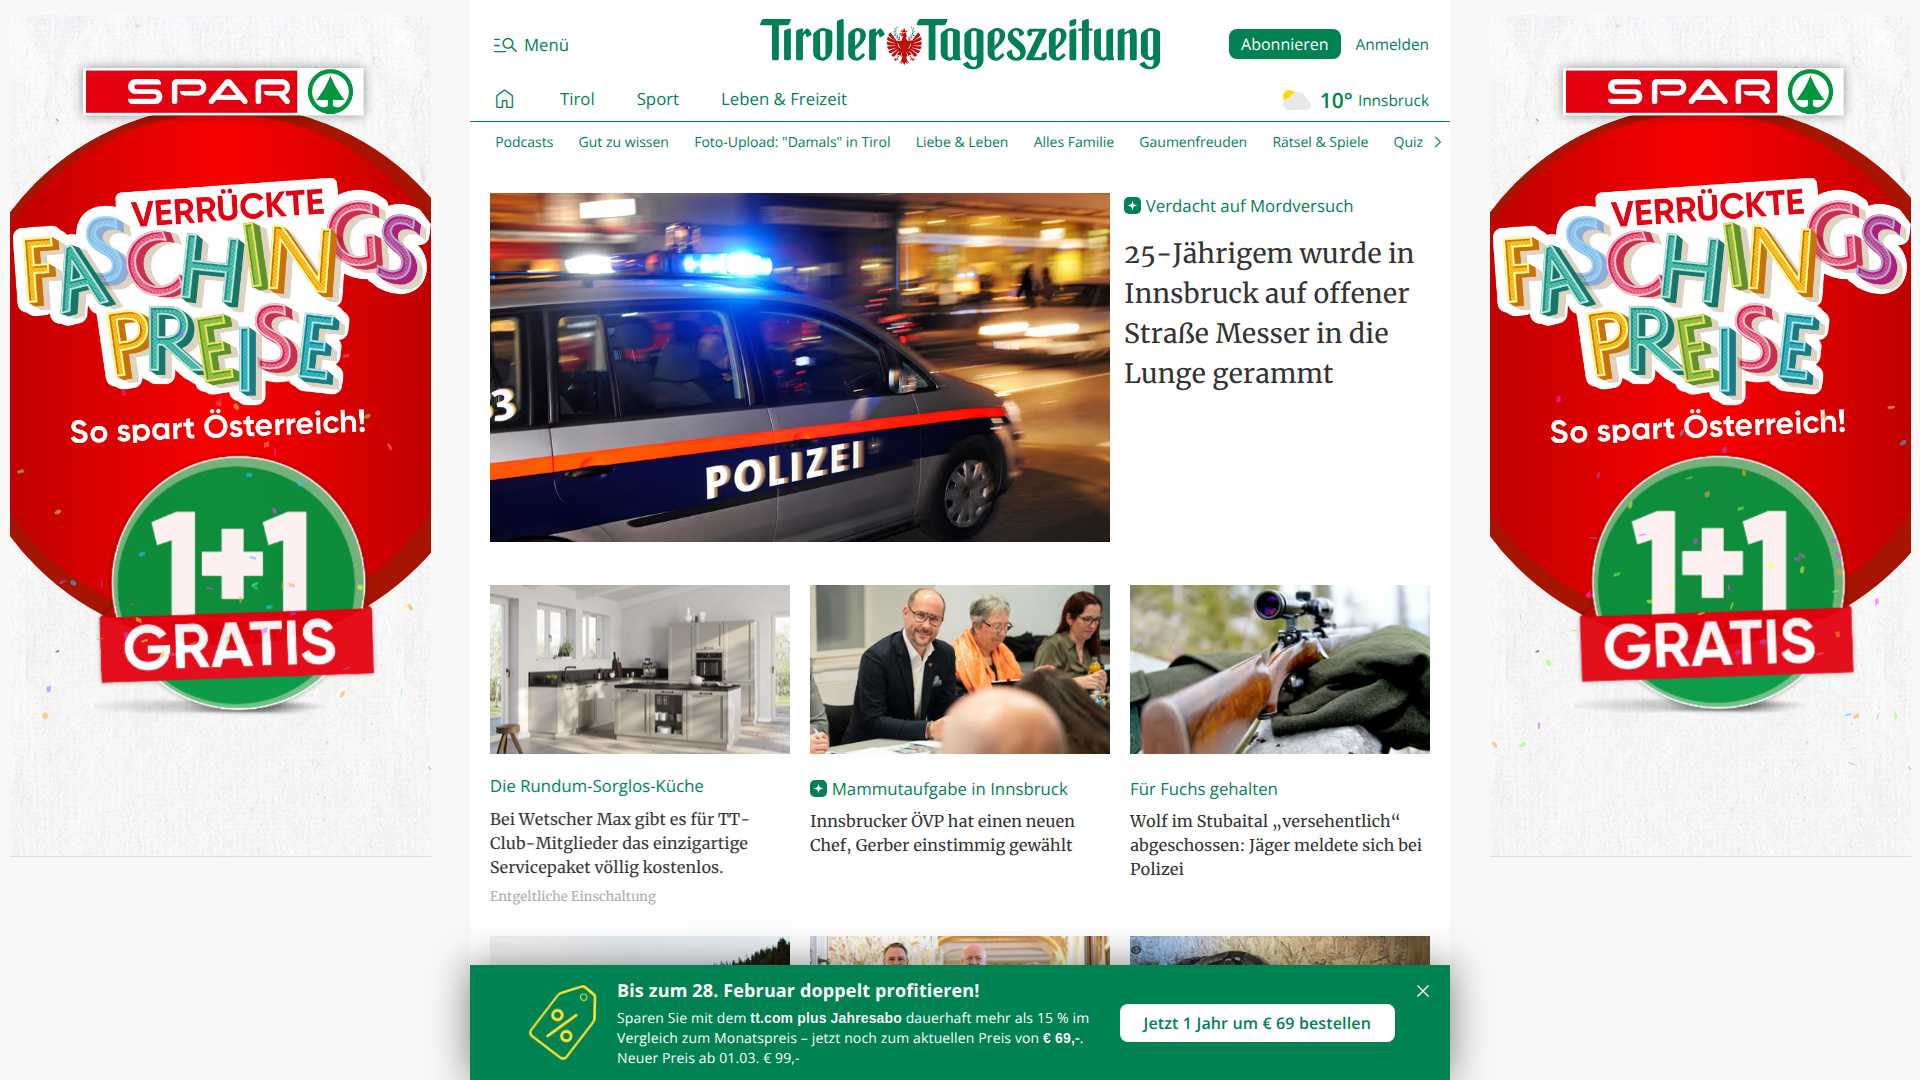 Menü
Tiroler Tageszeitung
Abonnieren
Anmelden
Tirol
Sport
Leben & Freizeit
10° Innsbruck
Podcasts
Gut zu wissen
Foto-Upload: "Damals" in Tirol
Liebe & Leben
Alles Familie
Gaumenfreuden
Rätsel & Spiele
Quiz
SPAR
VERRÜCKTE
FASCHINGS
PREISE
So spart Österreich!
1+1
GRATIS
3
POLIZEI
Verdacht auf Mordversuch
25-Jährigem wurde in
Innsbruck auf offener
Straße Messer in die
Lunge gerammt
Die Rundum-Sorglos-Küche
Bei Wetscher Max gibt es für TT-
Club-Mitglieder das einzigartige
Servicepaket völlig kostenlos.
Entgeltliche Einschaltung
Mammutaufgabe in Innsbruck
Innsbrucker ÖVP hat einen neuen
Chef, Gerber einstimmig gewählt
Für Fuchs gehalten
Wolf im Stubaital „versehentlich“
abgeschossen: Jäger meldete sich bei
Polizei
Bis zum 28. Februar doppelt profitieren!
Sparen Sie mit dem tt.com plus Jahresabo dauerhaft mehr als 15 % im
Vergleich zum Monatspreis – jetzt noch zum aktuellen Preis von € 69,-.
Neuer Preis ab 01.03. € 99,-
Jetzt 1 Jahr um € 69 bestellen
SPAR
VERRÜCKTE
FASCHINGS
PREISE
So spart Österreich!
1+1
GRATIS